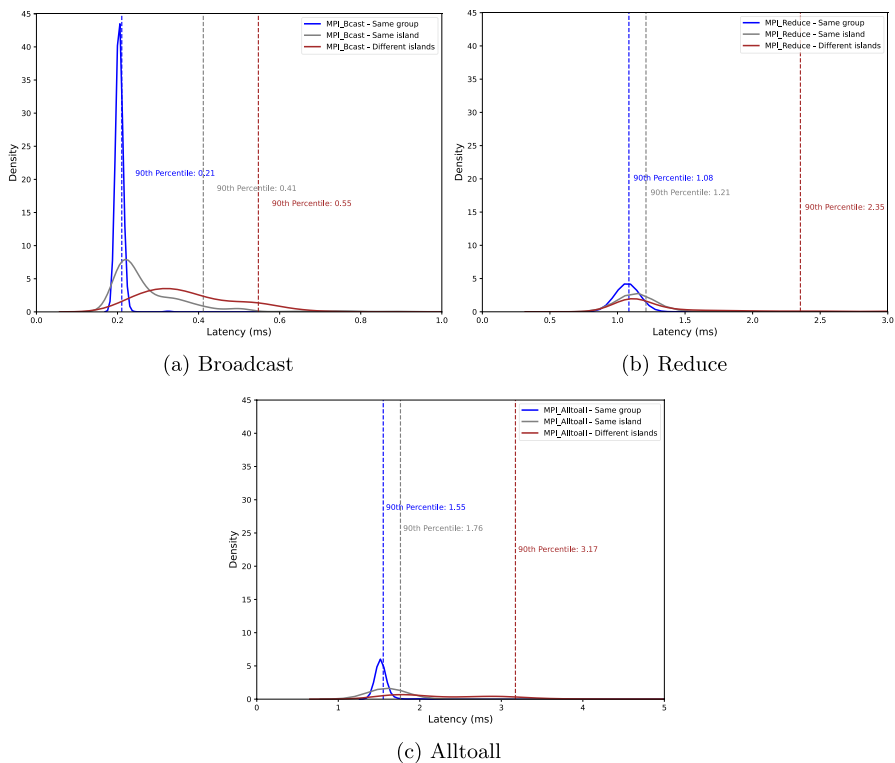 45
40
35
30
25
20
15
10
5
0
Density
MPI_Bcast - Same group
MPI_Bcast - Same island
MPI_Bcast - Different islands
90th Percentile: 0.21
90th Percentile: 0.41
90th Percentile: 0.55
0.0 0.2 0.4 0.6 0.8 1.0
Latency (ms)
(a) Broadcast
45
40
35
30
25
20
15
10
5
0
Density
MPI_Reduce - Same group
MPI_Reduce - Same island
MPI_Reduce - Different islands
90th Percentile: 1.08
90th Percentile: 1.21
90th Percentile: 2.35
0.0 0.5 1.0 1.5 2.0 2.5 3.0
Latency (ms)
(b) Reduce
45
40
35
30
25
20
15
10
5
0
Density
MPI_Alltoall - Same group
MPI_Alltoall - Same island
MPI_Alltoall - Different islands
90th Percentile: 1.55
90th Percentile: 1.76
90th Percentile: 3.17
0 1 2 3 4 5
Latency (ms)
(c) Alltoall